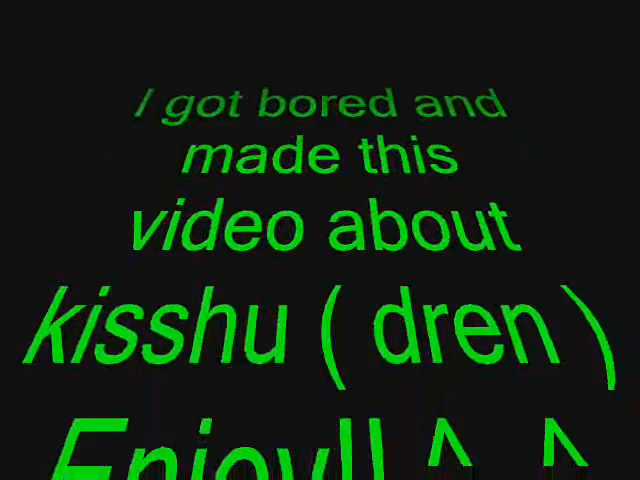 I got bored and
made this
video about
kisshu ( dren )
Enjoy!! ^_^